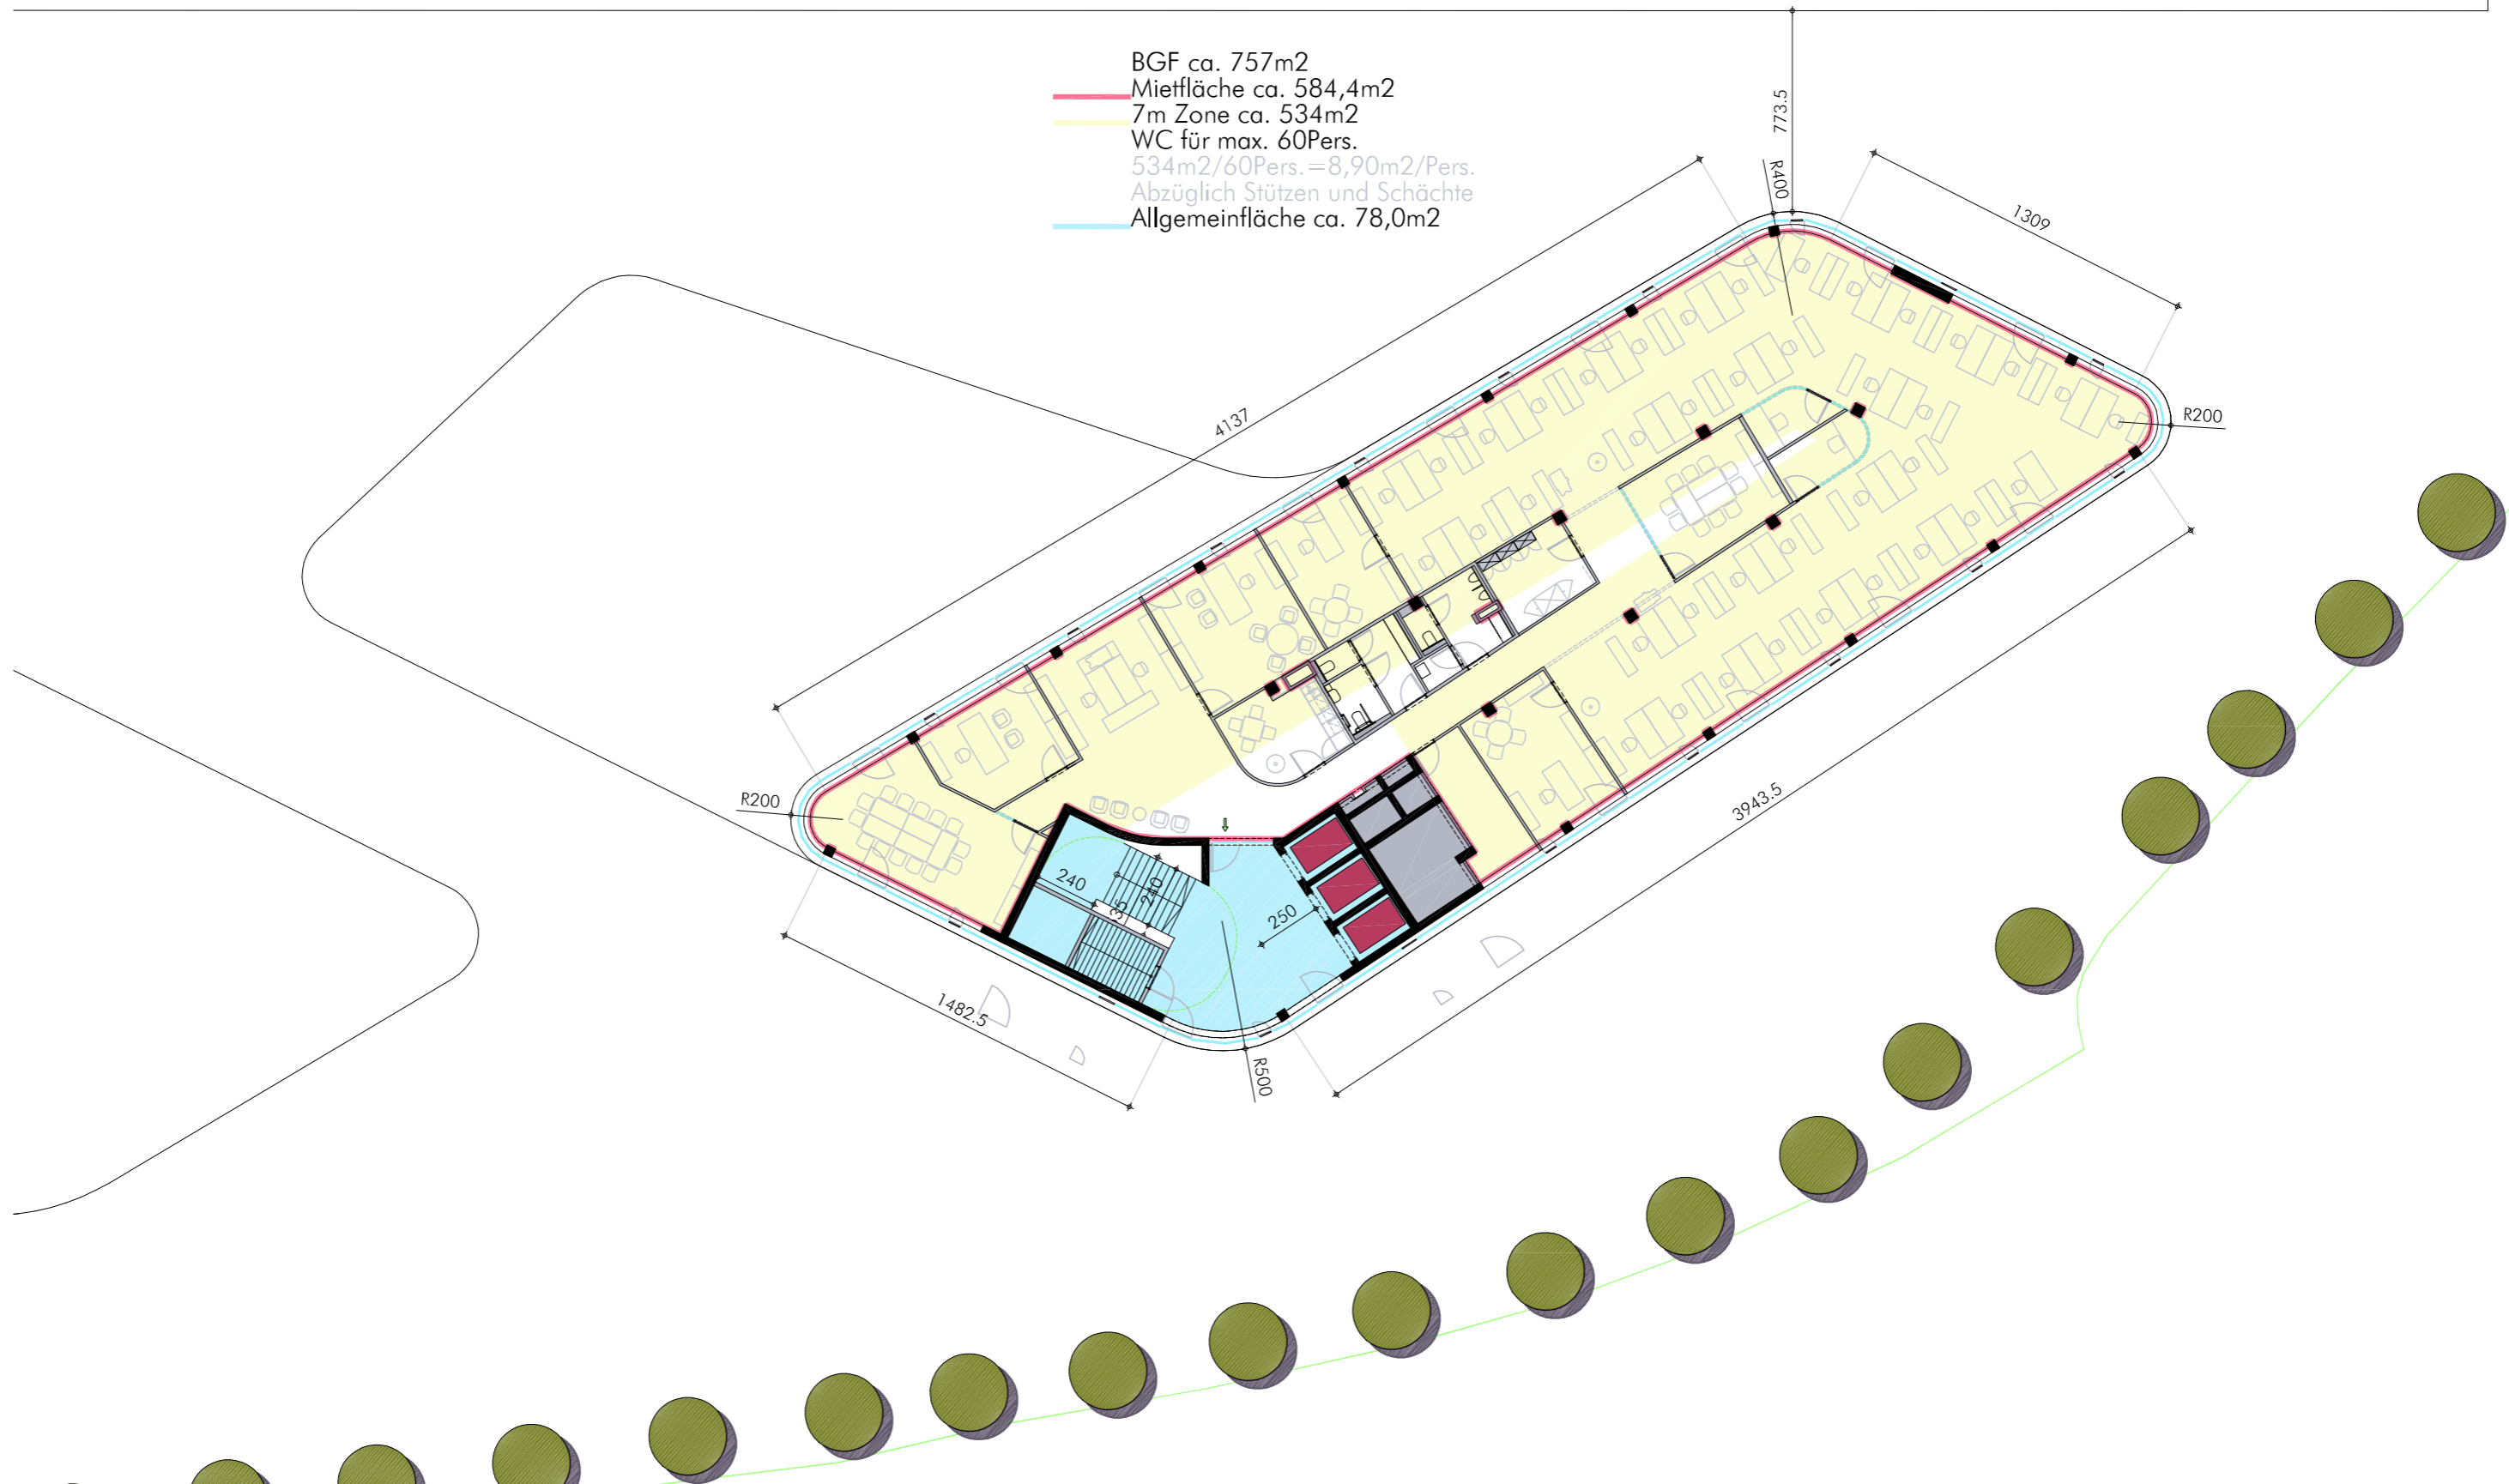 BGF ca. 757m2
Mietfläche ca. 584,4m2
7m Zone ca. 534m2
WC für max. 60Pers.
534m2/60Pers.=8,90m2/Pers.
Abzüglich Stützen und Schächte
Allgemeinfläche ca. 78,0m2
773.5
R400
1309
4137
R200
R200
3943.5
240
240
35
250
1482.5
R500